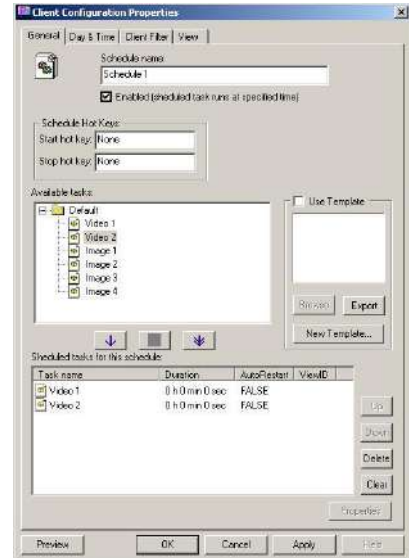 Client Configuration Properties
General Day & Time Client Filter View
Schedule name
Schedule 1
Enabled (sheduled task runs at specified time)
Schedule Hot Keys:
Start hot key: None
Stop hot key: None
Available tasks:
Use Template
Default
Video 1
Video 2
Image 1
Image 2
Image 3
Image 4
Browse Export
New Template...
Sheduled tasks for this schedule:
Task name Duration AutoRestart ViewID
Video 1 0 h 0 min 0 sec FALSE
Video 2 0 h 0 min 0 sec FALSE
Up
Down
Delete
Clear
Properties
Preview OK Cancel Apply Help